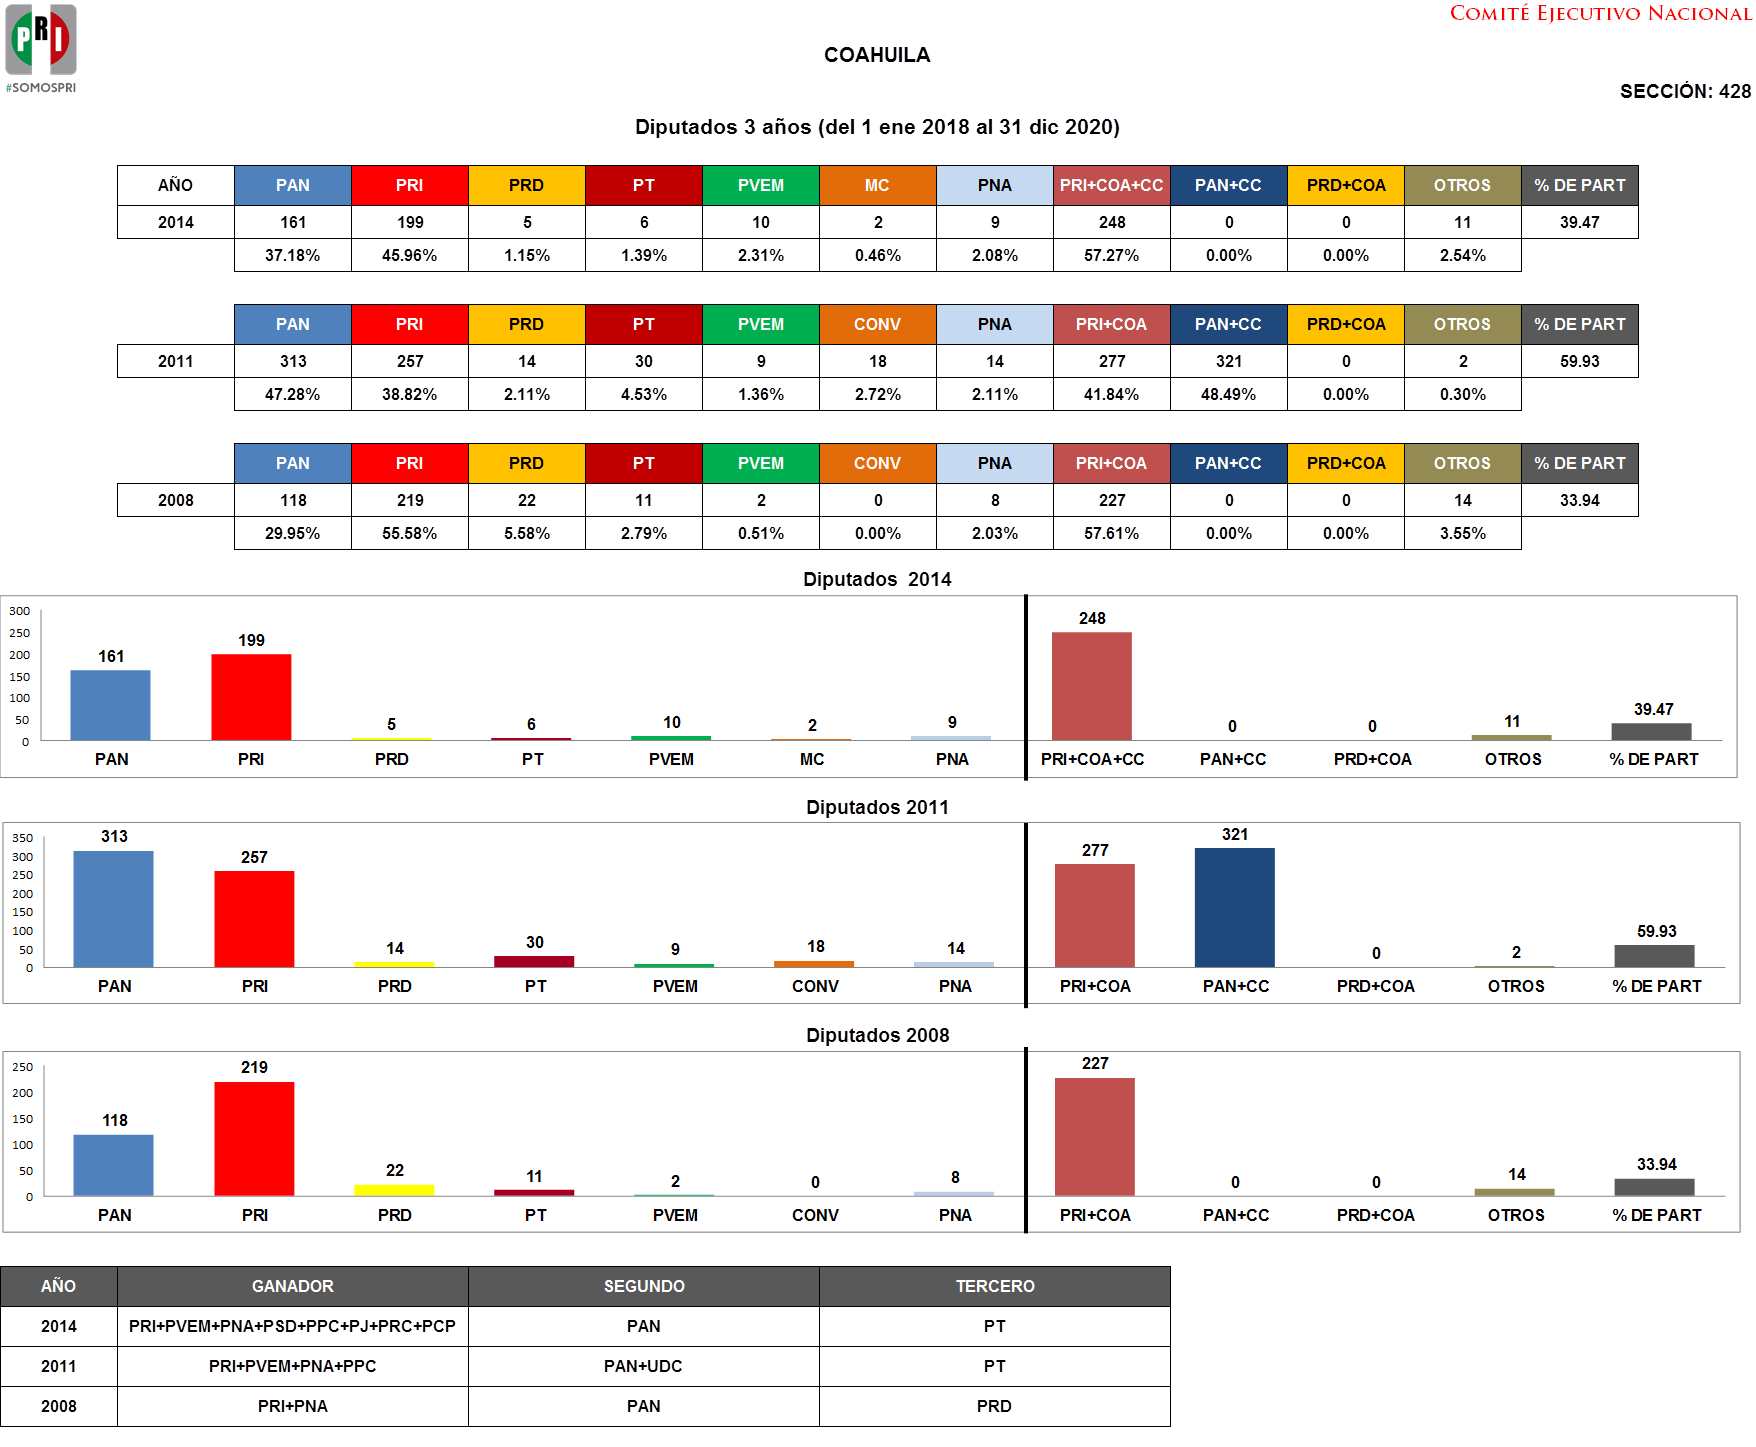 PRI
#SOMOSPRI
COMITÉ EJECUTIVO NACIONAL
COAHUILA
SECCIÓN: 428
Diputados 3 años (del 1 ene 2018 al 31 dic 2020)
AÑO PAN PRI PRD PT PVEM MC PNA PRI+COA+CC PAN+CC PRD+COA OTROS % DE PART
2014 161 199 5 6 10 2 9 248 0 0 11 39.47
37.18% 45.96% 1.15% 1.39% 2.31% 0.46% 2.08% 57.27% 0.00% 0.00% 2.54%
PAN PRI PRD PT PVEM CONV PNA PRI+COA PAN+CC PRD+COA OTROS % DE PART
2011 313 257 14 30 9 18 14 277 321 0 2 59.93
47.28% 38.82% 2.11% 4.53% 1.36% 2.72% 2.11% 41.84% 48.49% 0.00% 0.30%
PAN PRI PRD PT PVEM CONV PNA PRI+COA PAN+CC PRD+COA OTROS % DE PART
2008 118 219 22 11 2 0 8 227 0 0 14 33.94
29.95% 55.58% 5.58% 2.79% 0.51% 0.00% 2.03% 57.61% 0.00% 0.00% 3.55%
Diputados 2014
300
250
200
150
100
50
0
161 199 5 6 10 2 9 248 0 0 11 39.47
PAN PRI PRD PT PVEM MC PNA PRI+COA+CC PAN+CC PRD+COA OTROS % DE PART
Diputados 2011
350
300
250
200
150
100
50
0
313 257 14 30 9 18 14 277 321 0 2 59.93
PAN PRI PRD PT PVEM CONV PNA PRI+COA PAN+CC PRD+COA OTROS % DE PART
Diputados 2008
250
200
150
100
50
0
118 219 22 11 2 0 8 227 0 0 14 33.94
PAN PRI PRD PT PVEM CONV PNA PRI+COA PAN+CC PRD+COA OTROS % DE PART
AÑO GANADOR SEGUNDO TERCERO
2014 PRI+PVEM+PNA+PSD+PPC+PJ+PRC+PCP PAN PT
2011 PRI+PVEM+PNA+PPC PAN+UDC PT
2008 PRI+PNA PAN PRD